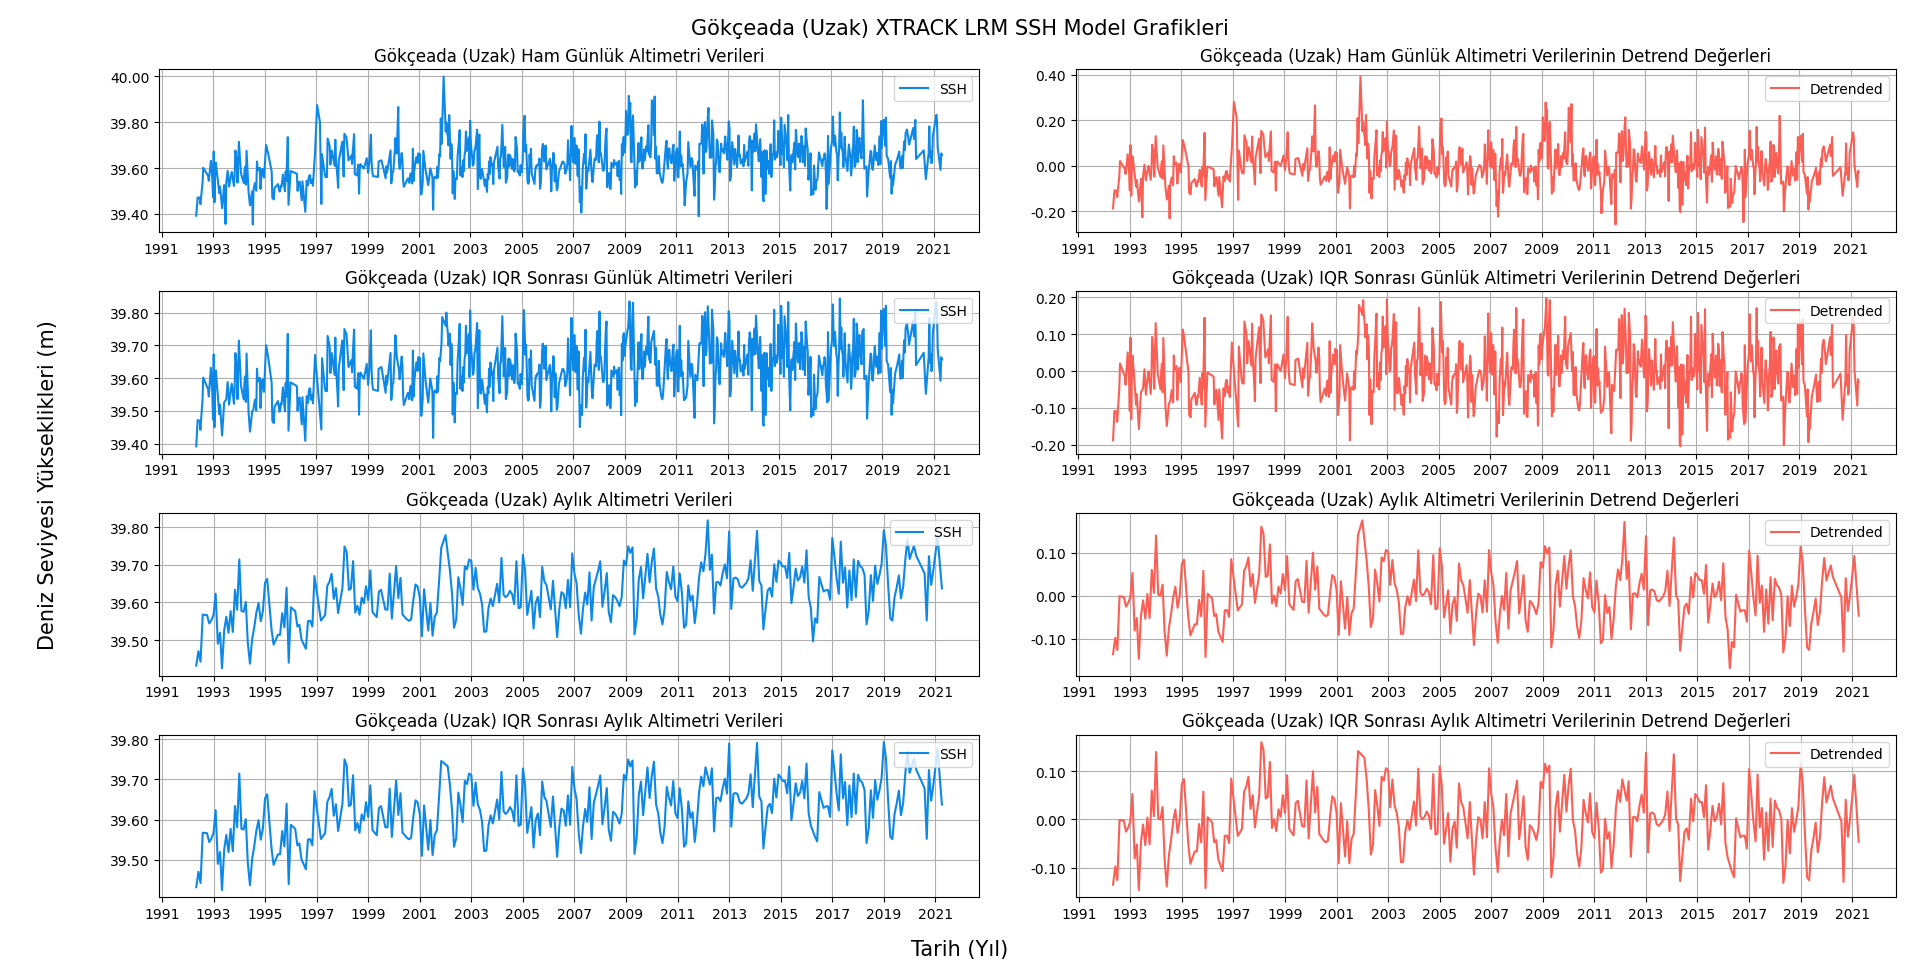 Gökçeada (Uzak) XTRACK LRM SSH Model Grafikleri
Gökçeada (Uzak) Ham Günlük Altimetri Verileri
40.00
39.80
39.60
39.40
SSH
1991 1993 1995 1997 1999 2001 2003 2005 2007 2009 2011 2013 2015 2017 2019 2021
Gökçeada (Uzak) Ham Günlük Altimetri Verilerinin Detrend Değerleri
0.40
0.20
0.00
-0.20
Detrended
1991 1993 1995 1997 1999 2001 2003 2005 2007 2009 2011 2013 2015 2017 2019 2021
Gökçeada (Uzak) IQR Sonrası Günlük Altimetri Verileri
39.80
39.70
39.60
39.50
39.40
SSH
1991 1993 1995 1997 1999 2001 2003 2005 2007 2009 2011 2013 2015 2017 2019 2021
Gökçeada (Uzak) IQR Sonrası Günlük Altimetri Verilerinin Detrend Değerleri
0.20
0.10
0.00
-0.10
-0.20
Detrended
1991 1993 1995 1997 1999 2001 2003 2005 2007 2009 2011 2013 2015 2017 2019 2021
Gökçeada (Uzak) Aylık Altimetri Verileri
39.80
39.70
39.60
39.50
SSH
1991 1993 1995 1997 1999 2001 2003 2005 2007 2009 2011 2013 2015 2017 2019 2021
Gökçeada (Uzak) Aylık Altimetri Verilerinin Detrend Değerleri
0.10
0.00
-0.10
Detrended
1991 1993 1995 1997 1999 2001 2003 2005 2007 2009 2011 2013 2015 2017 2019 2021
Gökçeada (Uzak) IQR Sonrası Aylık Altimetri Verileri
39.80
39.70
39.60
39.50
SSH
1991 1993 1995 1997 1999 2001 2003 2005 2007 2009 2011 2013 2015 2017 2019 2021
Gökçeada (Uzak) IQR Sonrası Aylık Altimetri Verilerinin Detrend Değerleri
0.10
0.00
-0.10
Detrended
1991 1993 1995 1997 1999 2001 2003 2005 2007 2009 2011 2013 2015 2017 2019 2021
Deniz Seviyesi Yükseklikleri (m)
Tarih (Yıl)